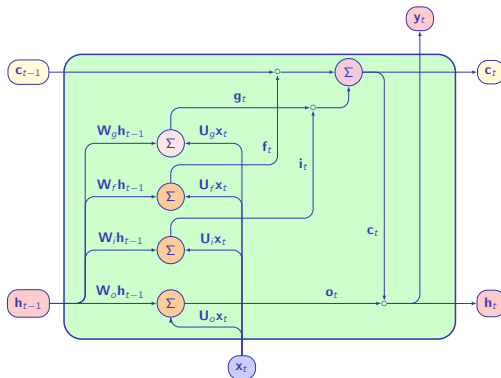 y_t
c_{t−1} Σ c_t
g_t
W_g h_{t−1} U_g x_t
Σ f_t
i_t
W_f h_{t−1} U_f x_t
Σ
c_t
W_i h_{t−1} U_i x_t
Σ
W_o h_{t−1} o_t
h_{t−1} Σ h_t
U_o x_t
x_t